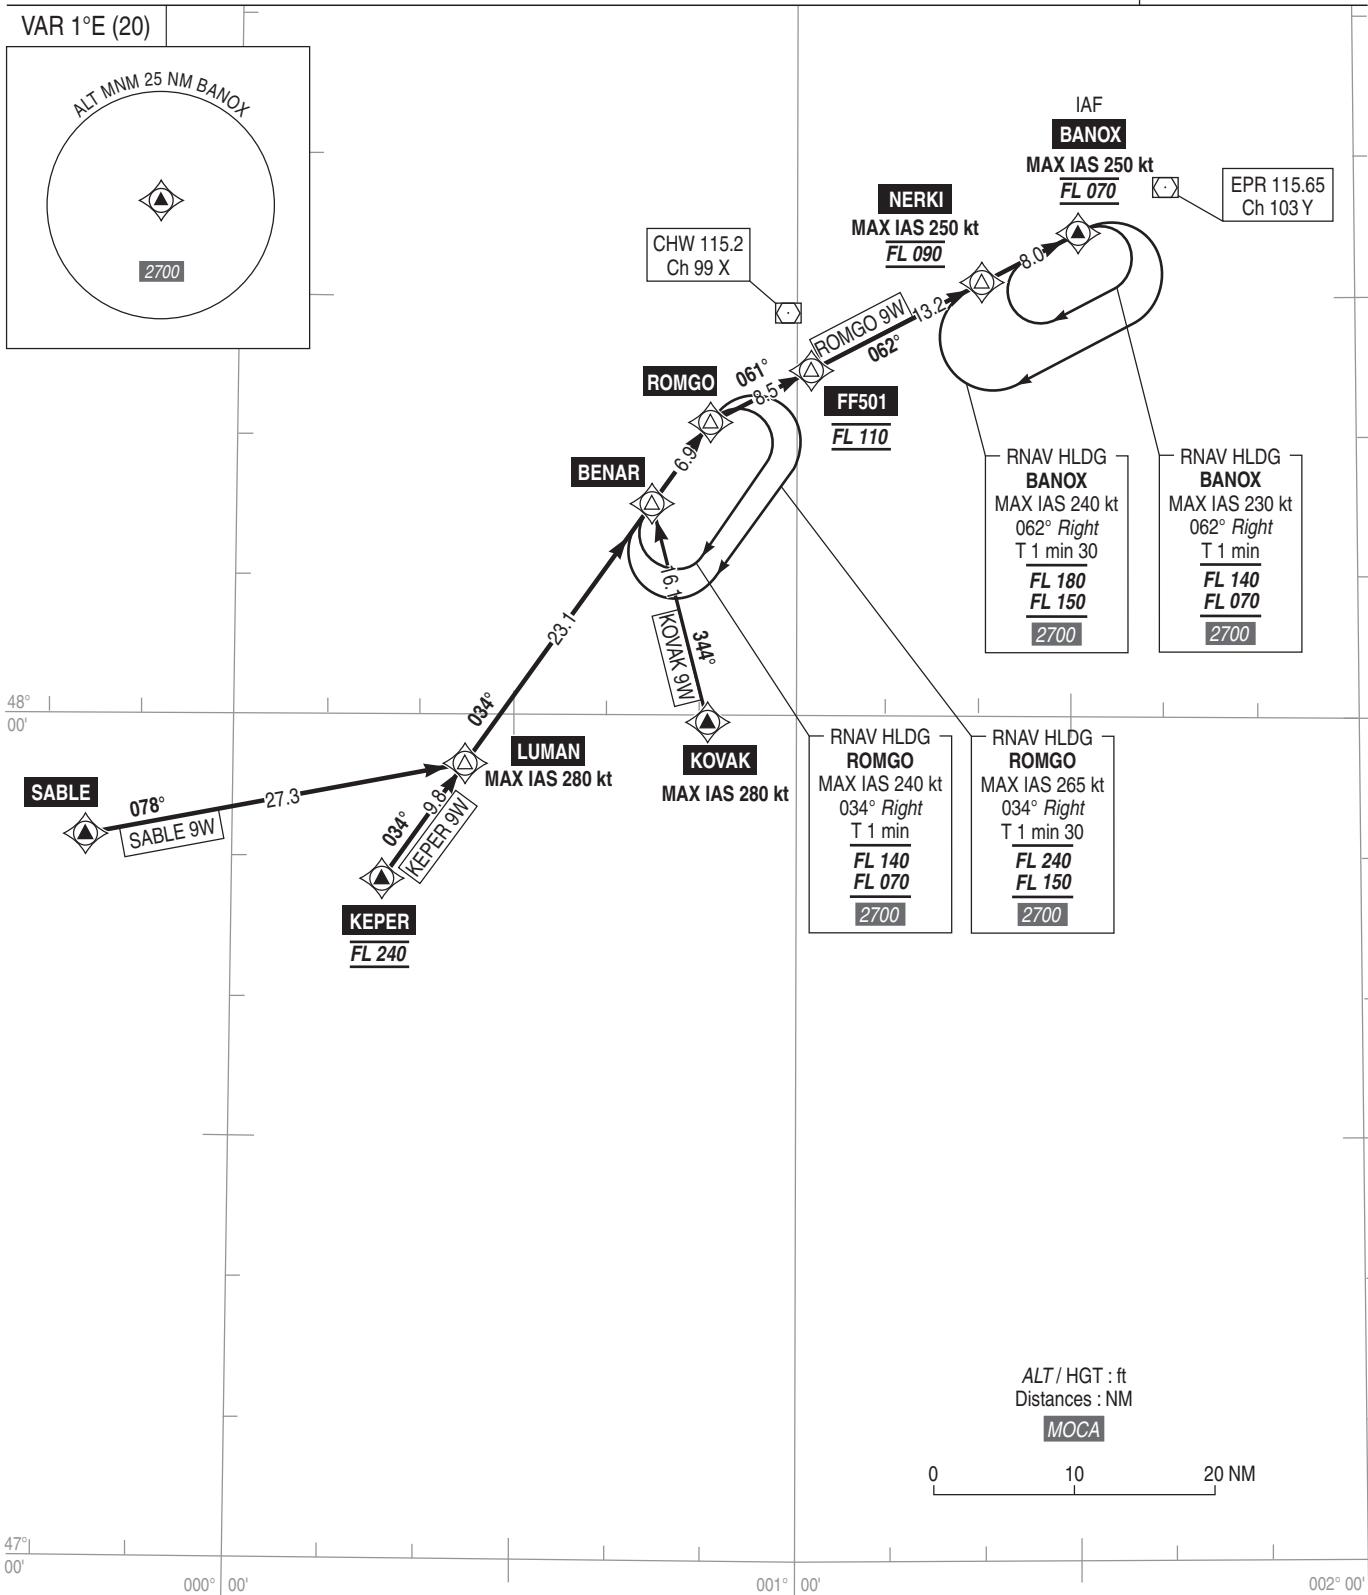 VAR 1°E (20)
ALT MNM 25 NM BANOX
2700
IAF
BANOX
MAX IAS 250 kt
FL 070
EPR 115.65
Ch 103 Y
NERKI
MAX IAS 250 kt
FL 090
CHW 115.2
Ch 99 X
8.0
13.2
ROMGO 9W
062°
ROMGO
061°
8.5
FF501
FL 110
BENAR
6.9
RNAV HLDG
BANOX
MAX IAS 240 kt
062° Right
T 1 min 30
FL 180
FL 150
2700
RNAV HLDG
BANOX
MAX IAS 230 kt
062° Right
T 1 min
FL 140
FL 070
2700
16.1
KOVAK 9W
344°
23.1
034°
48°
00'
LUMAN
MAX IAS 280 kt
KOVAK
MAX IAS 280 kt
RNAV HLDG
ROMGO
MAX IAS 240 kt
034° Right
T 1 min
FL 140
FL 070
2700
RNAV HLDG
ROMGO
MAX IAS 265 kt
034° Right
T 1 min 30
FL 240
FL 150
2700
SABLE
078°
27.3
SABLE 9W
034°
9.8
KEPER 9W
KEPER
FL 240
ALT / HGT : ft
Distances : NM
MOCA
0 10 20 NM
47°
00'
000° 00' 001° 00' 002° 00'